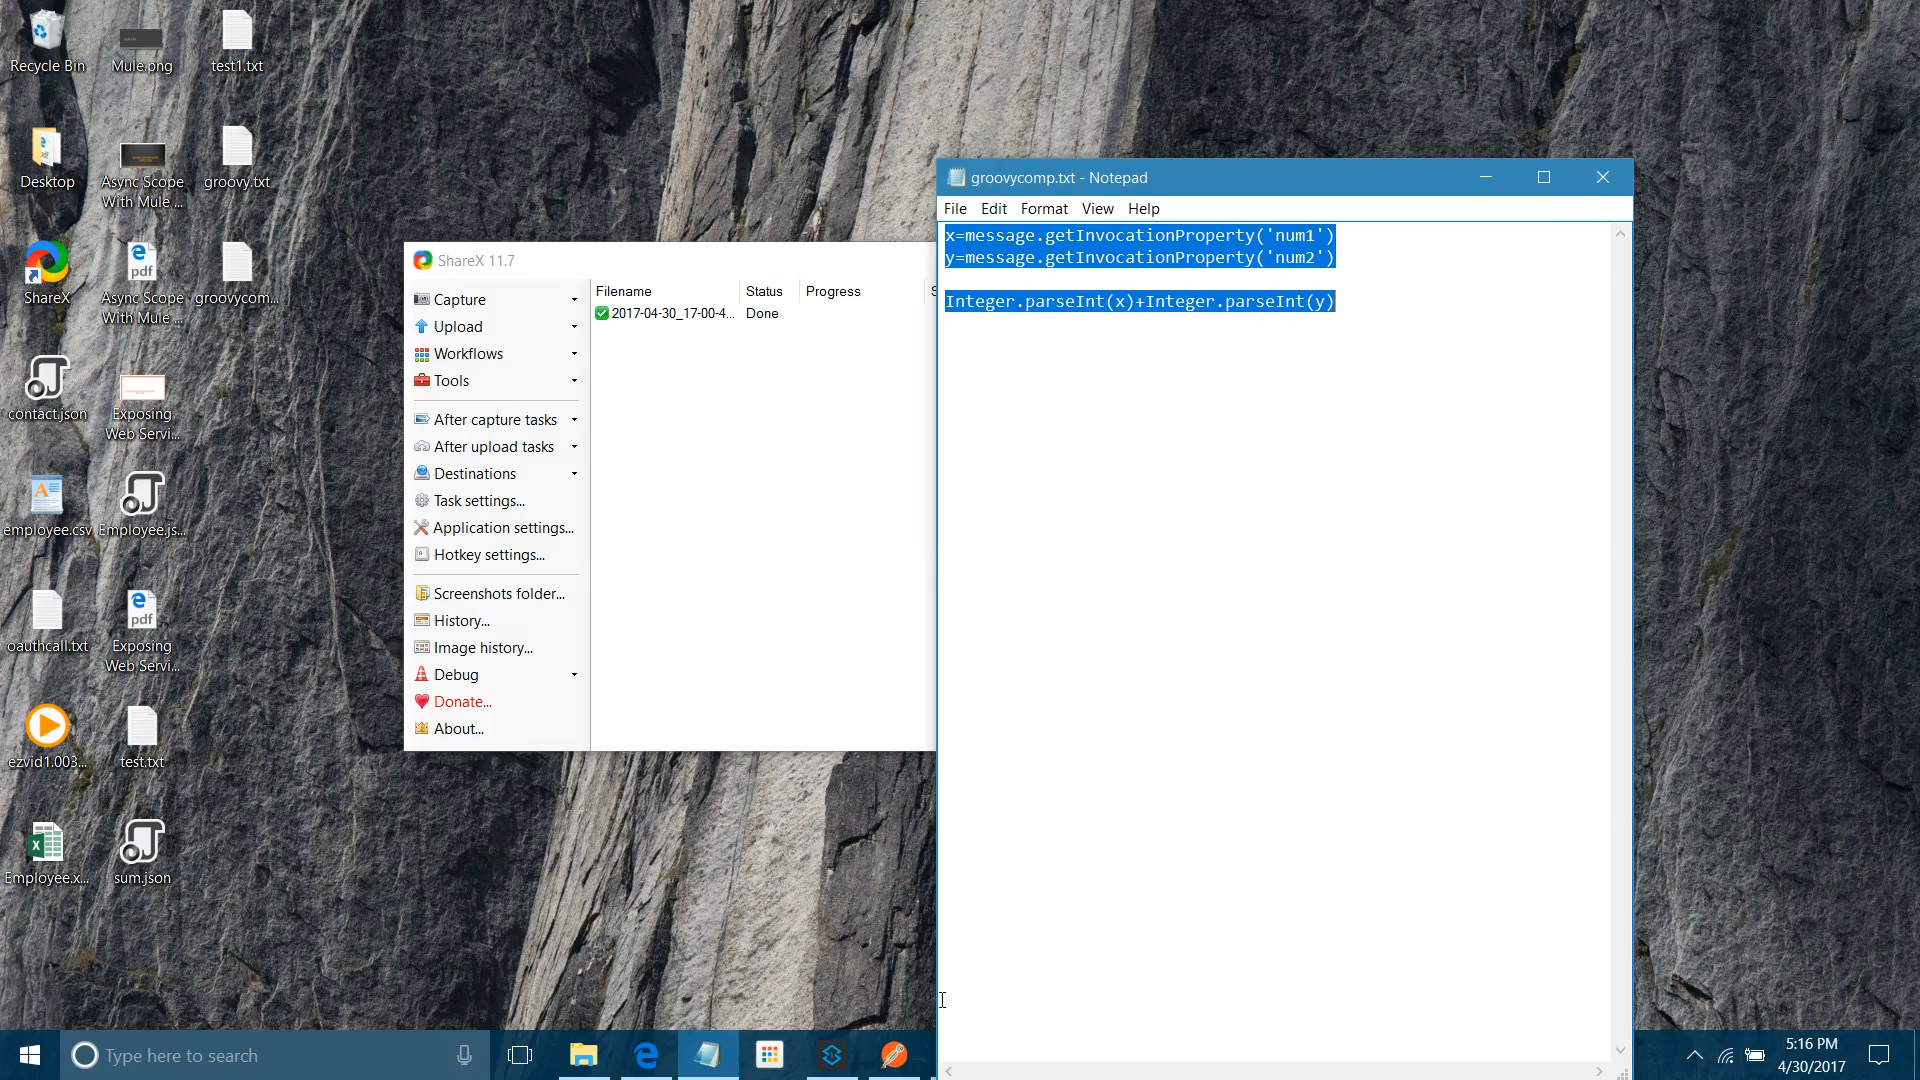 Recycle Bin
Mule.png
test1.txt
Desktop
Async Scope
With Mule ...
groovy.txt
ShareX
pdf
Async Scope
With Mule ...
groovycom...
contact.json
Exposing
Web Servi...
employee.csv
Employee.js...
oauthcall.txt
pdf
Exposing
Web Servi...
ezvid1.003...
test.txt
Employee.x...
sum.json
ShareX 11.7
Capture
Upload
Workflows
Tools
After capture tasks
After upload tasks
Destinations
Task settings...
Application settings...
Hotkey settings...
Screenshots folder...
History...
Image history...
Debug
Donate...
About...
Filename Status Progress S
2017-04-30_17-00-4... Done
groovycomp.txt - Notepad
File Edit Format View Help
x=message.getInvocationProperty('num1')
y=message.getInvocationProperty('num2')
Integer.parseInt(x)+Integer.parseInt(y)
Type here to search
5:16 PM
4/30/2017